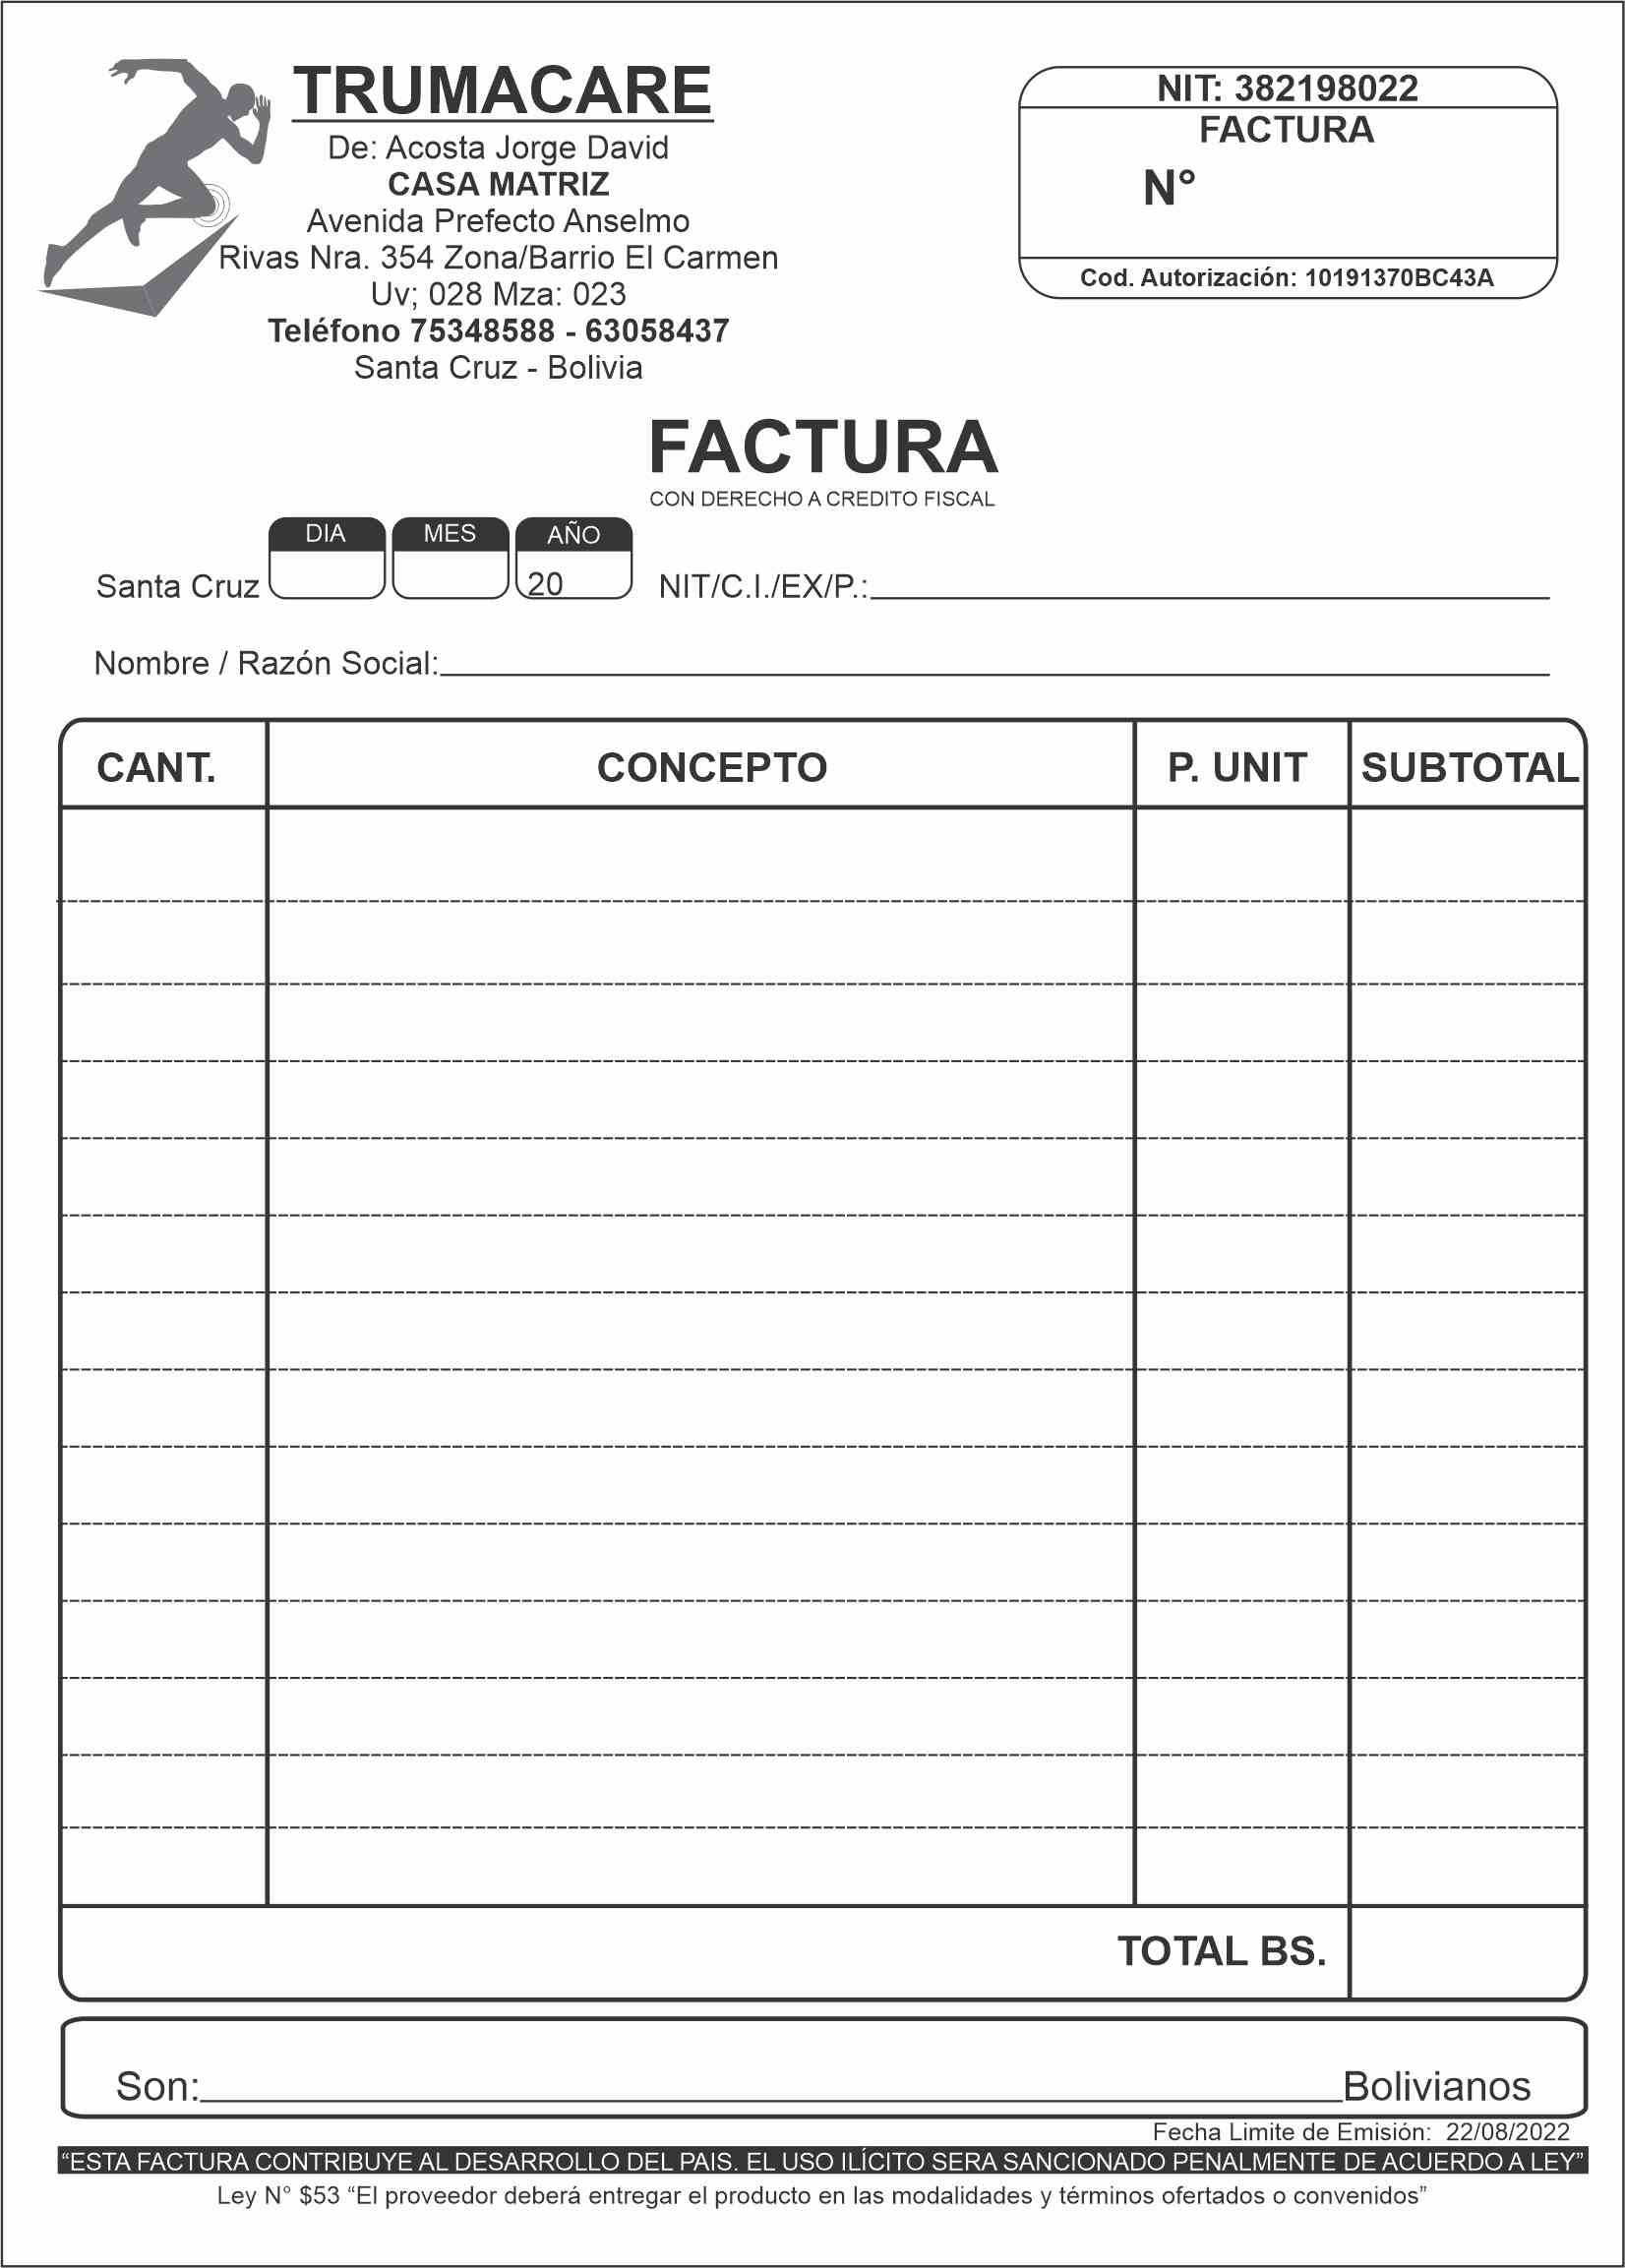 TRUMACARE
De: Acosta Jorge David
CASA MATRIZ
Avenida Prefecto Anselmo
Rivas Nra. 354 Zona/Barrio El Carmen
Uv; 028 Mza: 023
Teléfono 75348588 - 63058437
Santa Cruz - Bolivia
NIT: 382198022
FACTURA
N°
Cod. Autorización: 10191370BC43A
FACTURA
CON DERECHO A CREDITO FISCAL
DIA MES AÑO
Santa Cruz 20 NIT/C.I./EX/P.:
Nombre / Razón Social:
CANT. CONCEPTO P. UNIT SUBTOTAL
TOTAL BS.
Son: Bolivianos
Fecha Limite de Emisión: 22/08/2022
“ESTA FACTURA CONTRIBUYE AL DESARROLLO DEL PAIS. EL USO ILÍCITO SERA SANCIONADO PENALMENTE DE ACUERDO A LEY”
Ley N° $53 “El proveedor deberá entregar el producto en las modalidades y términos ofertados o convenidos”